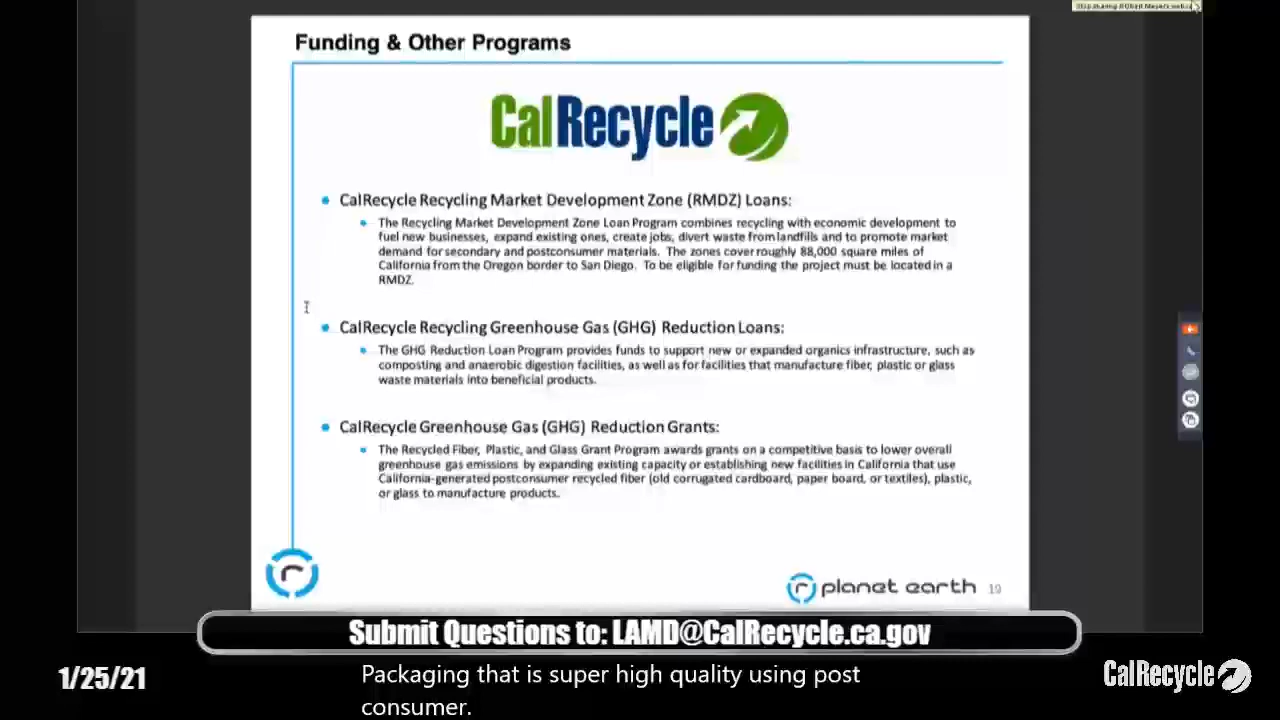 Funding & Other Programs
CalRecycle
CalRecycle Recycling Market Development Zone (RMDZ) Loans:
The Recycling Market Development Zone Loan Program combines recycling with economic development to
fuel new businesses, expand existing ones, create jobs, divert waste from landfills and to promote market
demand for secondary and postconsumer materials. The zones cover roughly 88,000 square miles of
California from the Oregon border to San Diego. To be eligible for funding the project must be located in a
RMDZ.
CalRecycle Recycling Greenhouse Gas (GHG) Reduction Loans:
The GHG Reduction Loan Program provides funds to support new or expanded organics infrastructure, such as
composting and anaerobic digestion facilities, as well as for facilities that manufacture fiber, plastic or glass
waste materials into beneficial products.
CalRecycle Greenhouse Gas (GHG) Reduction Grants:
The Recycled Fiber, Plastic, and Glass Grant Program awards grants on a competitive basis to lower overall
greenhouse gas emissions by expanding existing capacity or establishing new facilities in California that use
California-generated postconsumer recycled fiber (old corrugated cardboard, paper board, or textiles), plastic,
or glass to manufacture products.
r
r planet earth 19
Submit Questions to: LAMD@CalRecycle.ca.gov
1/25/21
Packaging that is super high quality using post
consumer.
CalRecycle